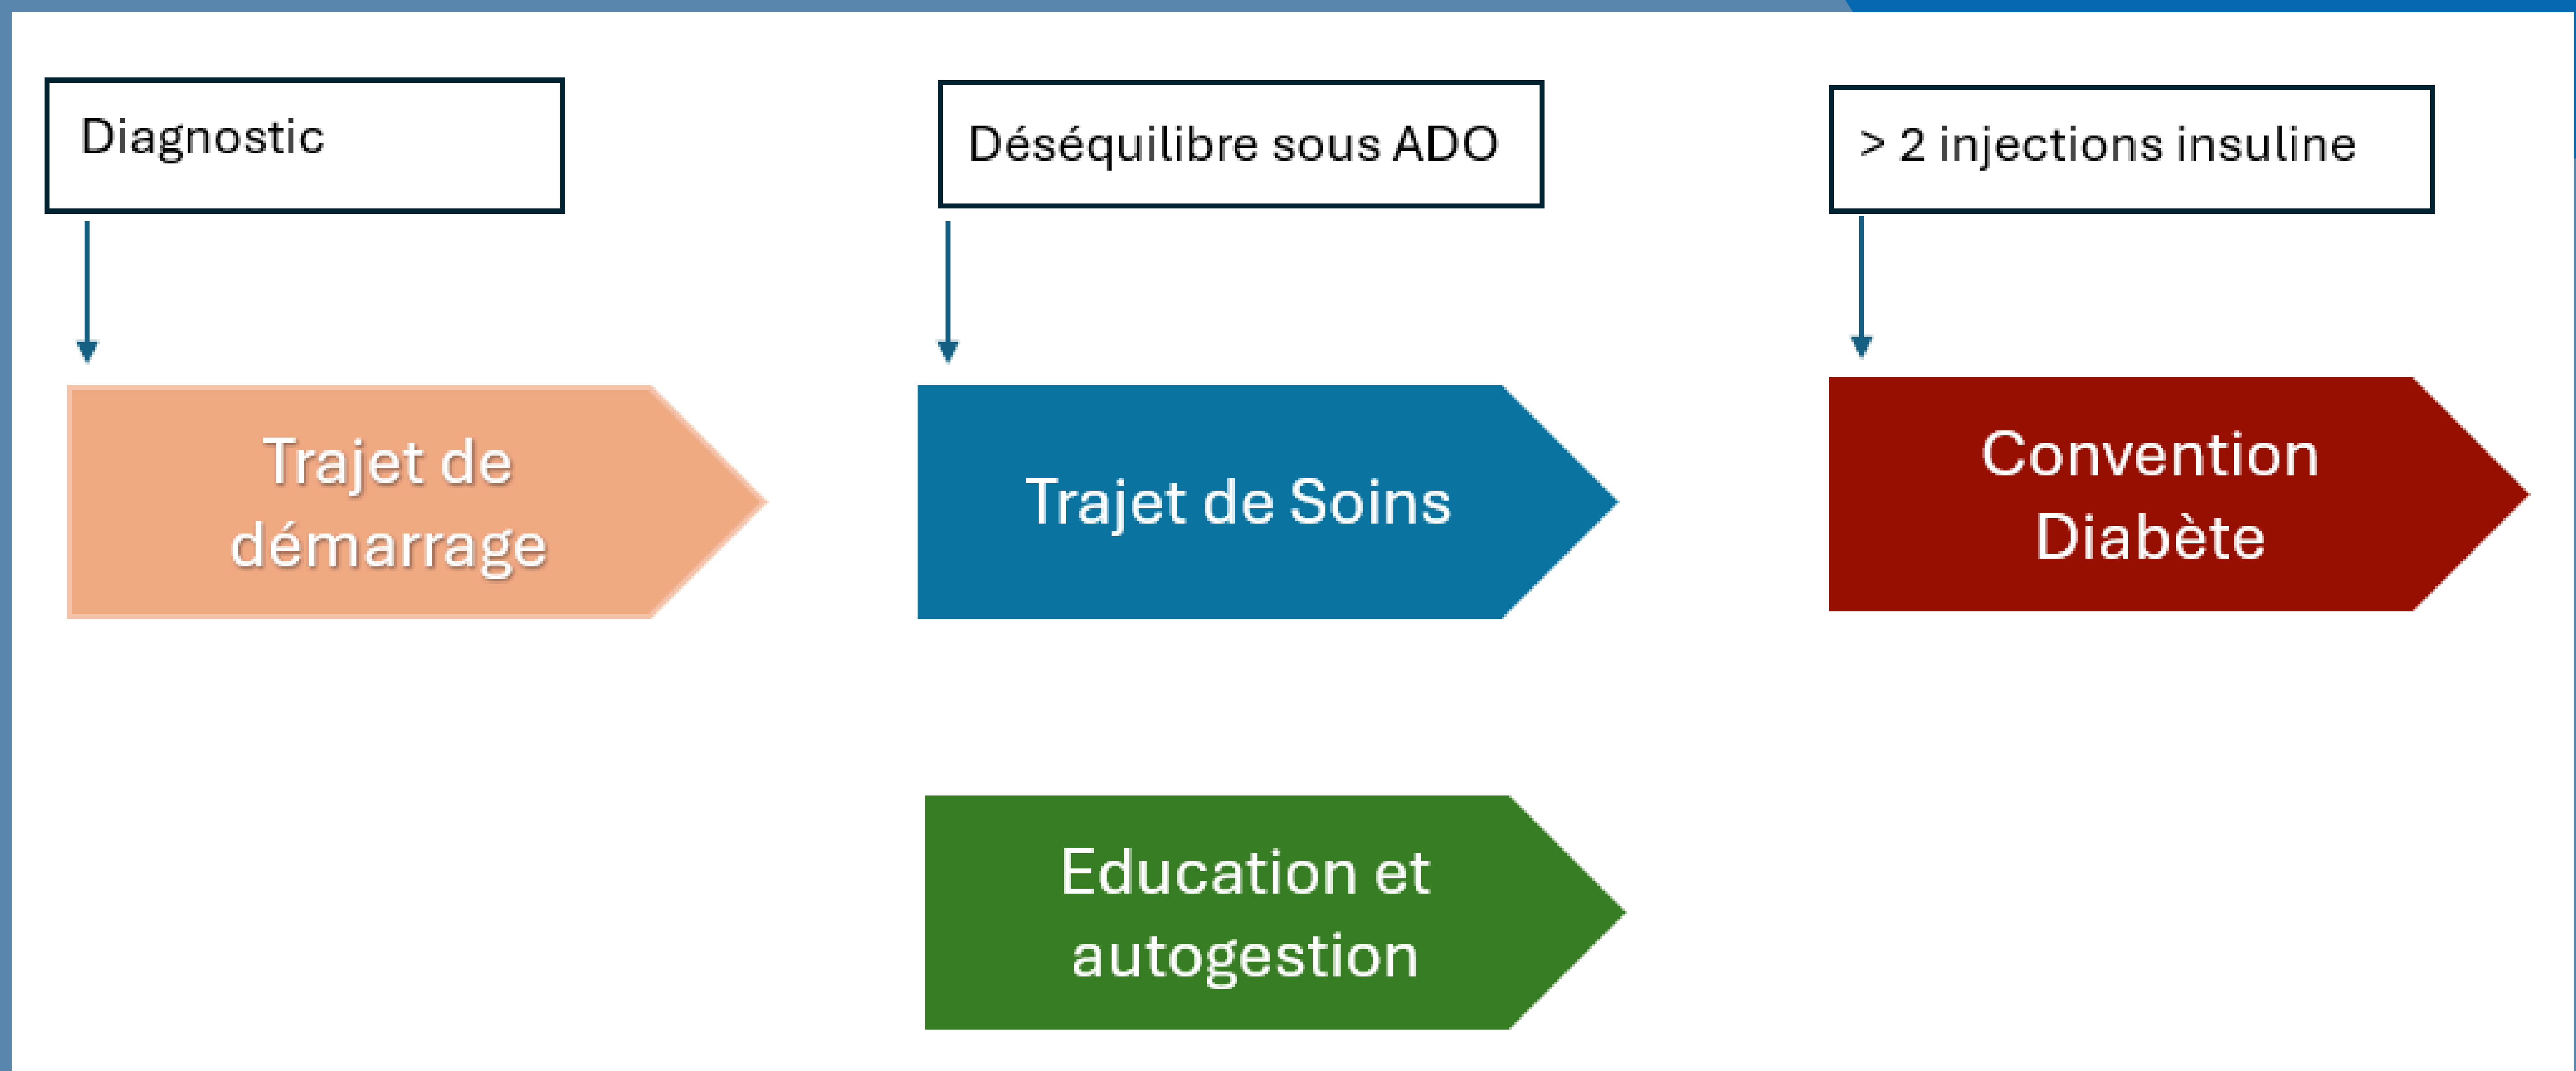 Diagnostic
Déséquilibre sous ADO
> 2 injections insuline
Trajet de
démarrage
Trajet de Soins
Convention
Diabète
Education et
autogestion